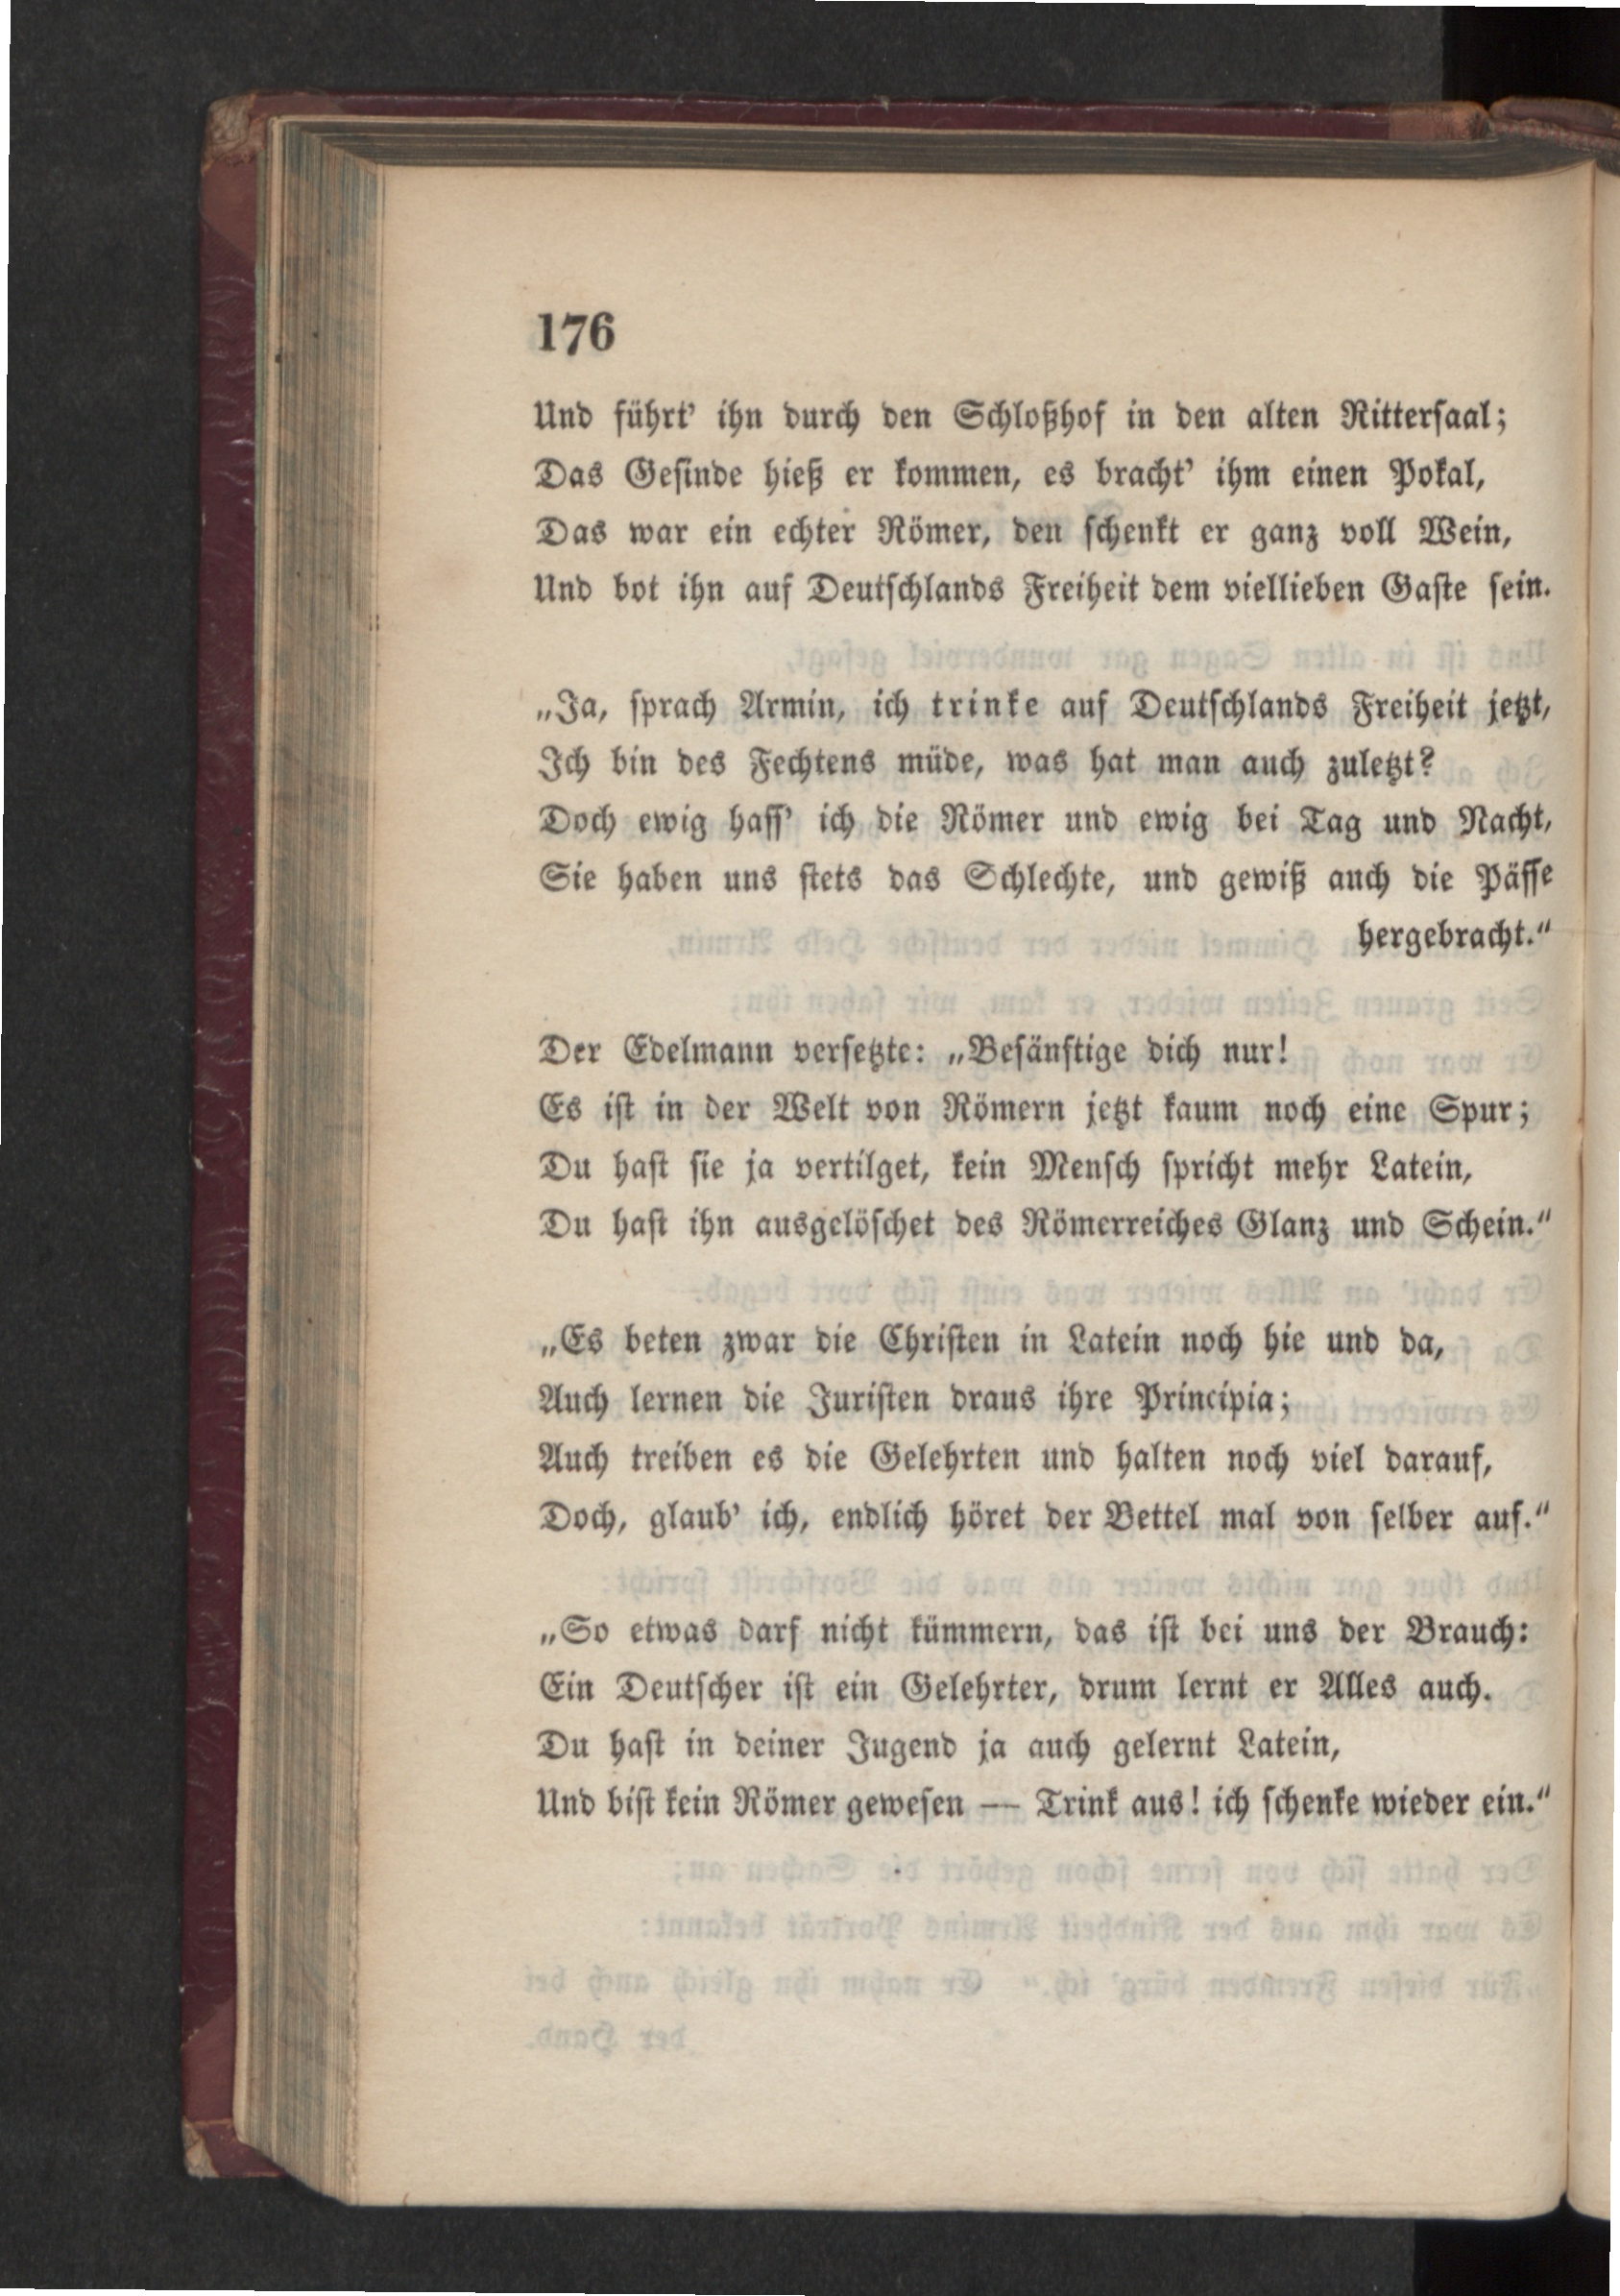 176
Und führt' ihn durch den Schloßhof in den alten Rittersaal;
Das Gesinde hieß er kommen, es bracht' ihm einen Pokal,
Das war ein echter Römer, den schenkt er ganz voll Wein,
Und bot ihn auf Deutschlands Freiheit dem viellieben Gaste sein.
„Ja, sprach Armin, ich trinke auf Deutschlands Freiheit jetzt,
Ich bin des Fechtens müde, was hat man auch zuletzt?
Doch ewig hass' ich die Römer und ewig bei Tag und Nacht,
Sie haben uns stets das Schlechte, und gewiß auch die Pässe
hergebracht.“
Der Edelmann versetzte: „Besänftige dich nur!
Es ist in der Welt von Römern jetzt kaum noch eine Spur;
Du hast sie ja vertilget, kein Mensch spricht mehr Latein,
Du hast ihn ausgelöschet des Römerreiches Glanz und Schein.“
„Es beten zwar die Christen in Latein noch hie und da,
Auch lernen die Juristen draus ihre Principia;
Auch treiben es die Gelehrten und halten noch viel darauf,
Doch, glaub' ich, endlich höret der Bettel mal von selber auf.“
„So etwas darf nicht kümmern, das ist bei uns der Brauch:
Ein Deutscher ist ein Gelehrter, drum lernt er Alles auch.
Du hast in deiner Jugend ja auch gelernt Latein,
Und bist kein Römer gewesen — Trink aus! ich schenke wieder ein.“